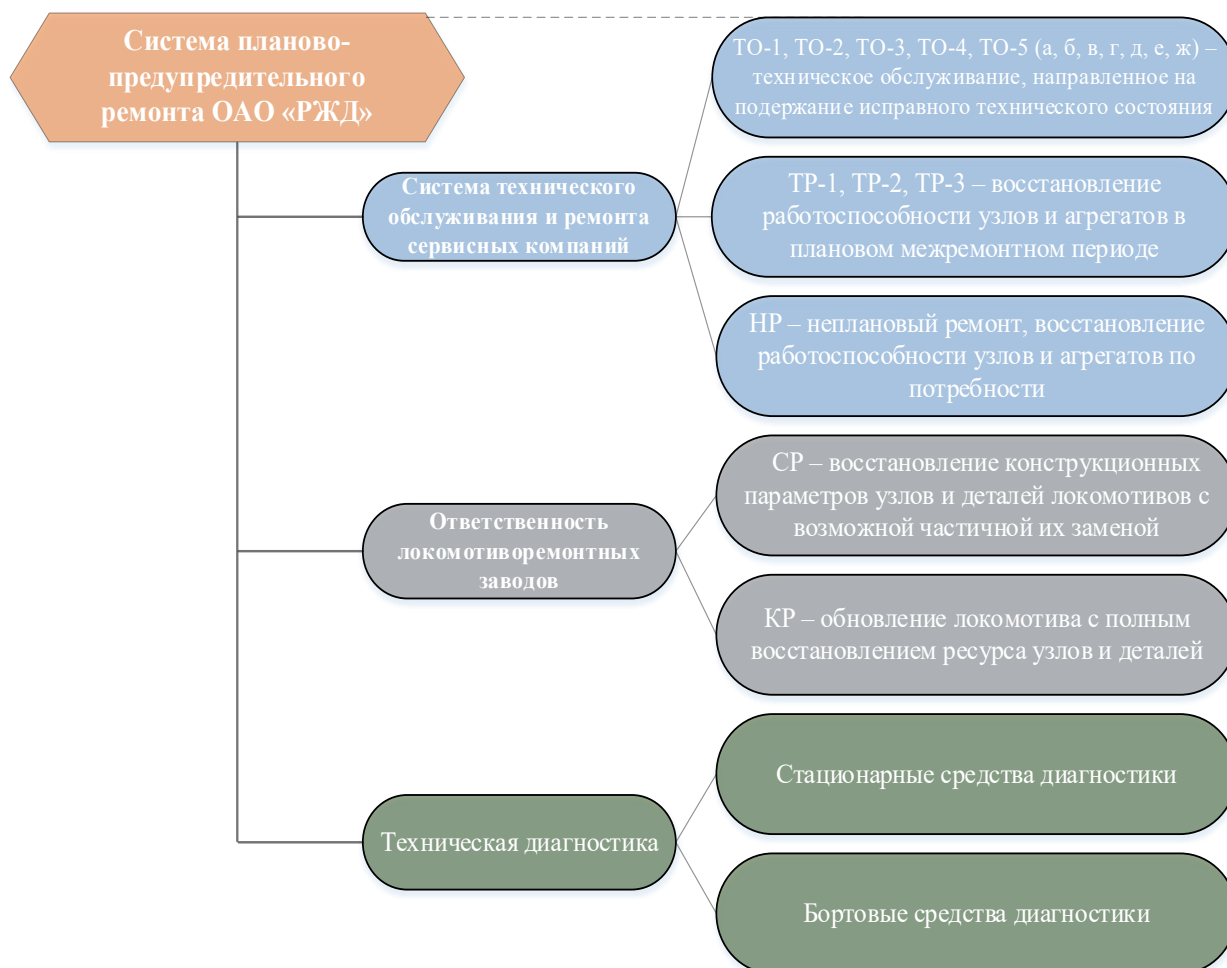 Система планово-
предупредительного
ремонта ОАО «РЖД»
ТО-1, ТО-2, ТО-3, ТО-4, ТО-5 (а, б, в, г, д, е, ж) –
техническое обслуживание, направленное на
подержание исправного технического состояния
Система технического
обслуживания и ремонта
сервисных компаний
ТР-1, ТР-2, ТР-3 – восстановление
работоспособности узлов и агрегатов в
плановом межремонтном периоде
НР – неплановый ремонт, восстановление
работоспособности узлов и агрегатов по
потребности
Ответственность
локомотиворемонтных
заводов
СР – восстановление конструкционных
параметров узлов и деталей локомотивов с
возможной частичной их заменой
КР – обновление локомотива с полным
восстановлением ресурса узлов и деталей
Техническая диагностика
Стационарные средства диагностики
Бортовые средства диагностики